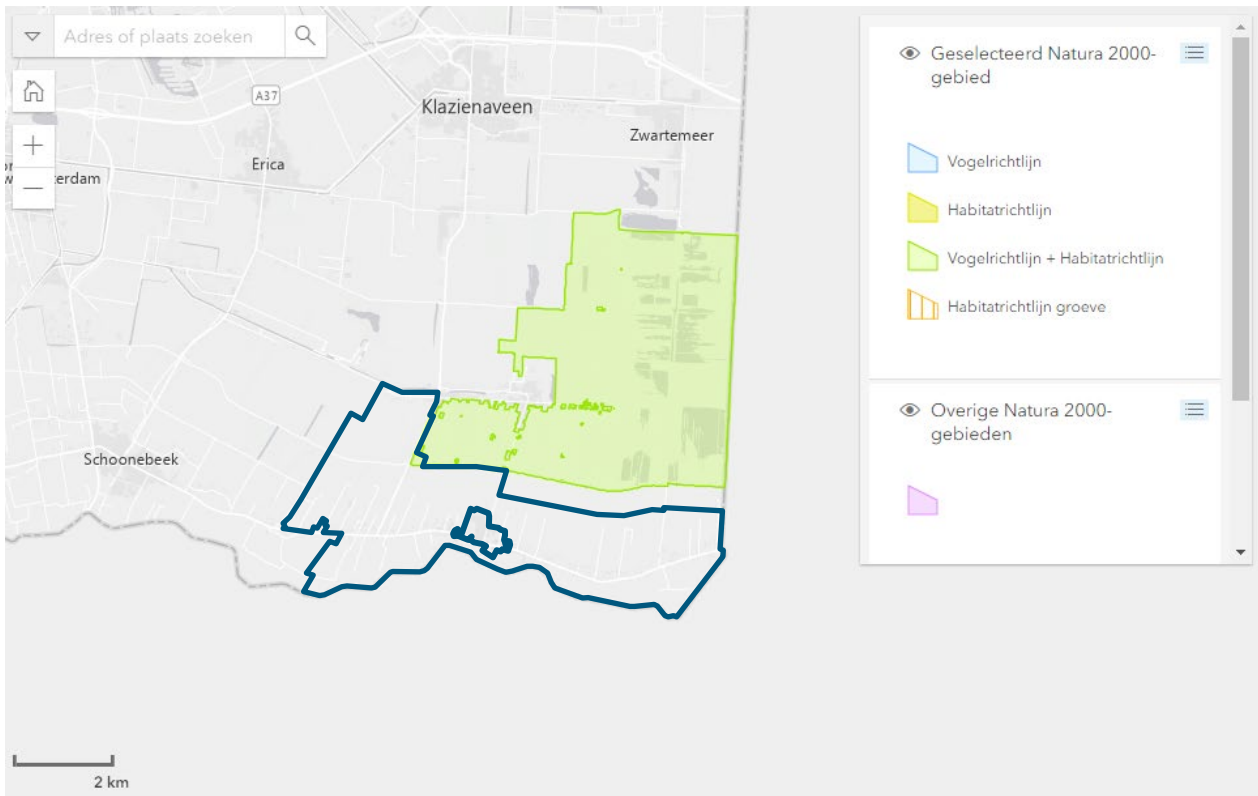 Adres of plaats zoeken
A37
Klazienaveen
Zwartemeer
Erica
erdam
Schoonebeek
2 km
Geselecteerd Natura 2000-
gebied
Vogelrichtlijn
Habitatrichtlijn
Vogelrichtlijn + Habitatrichtlijn
Habitatrichtlijn groeve
Overige Natura 2000-
gebieden